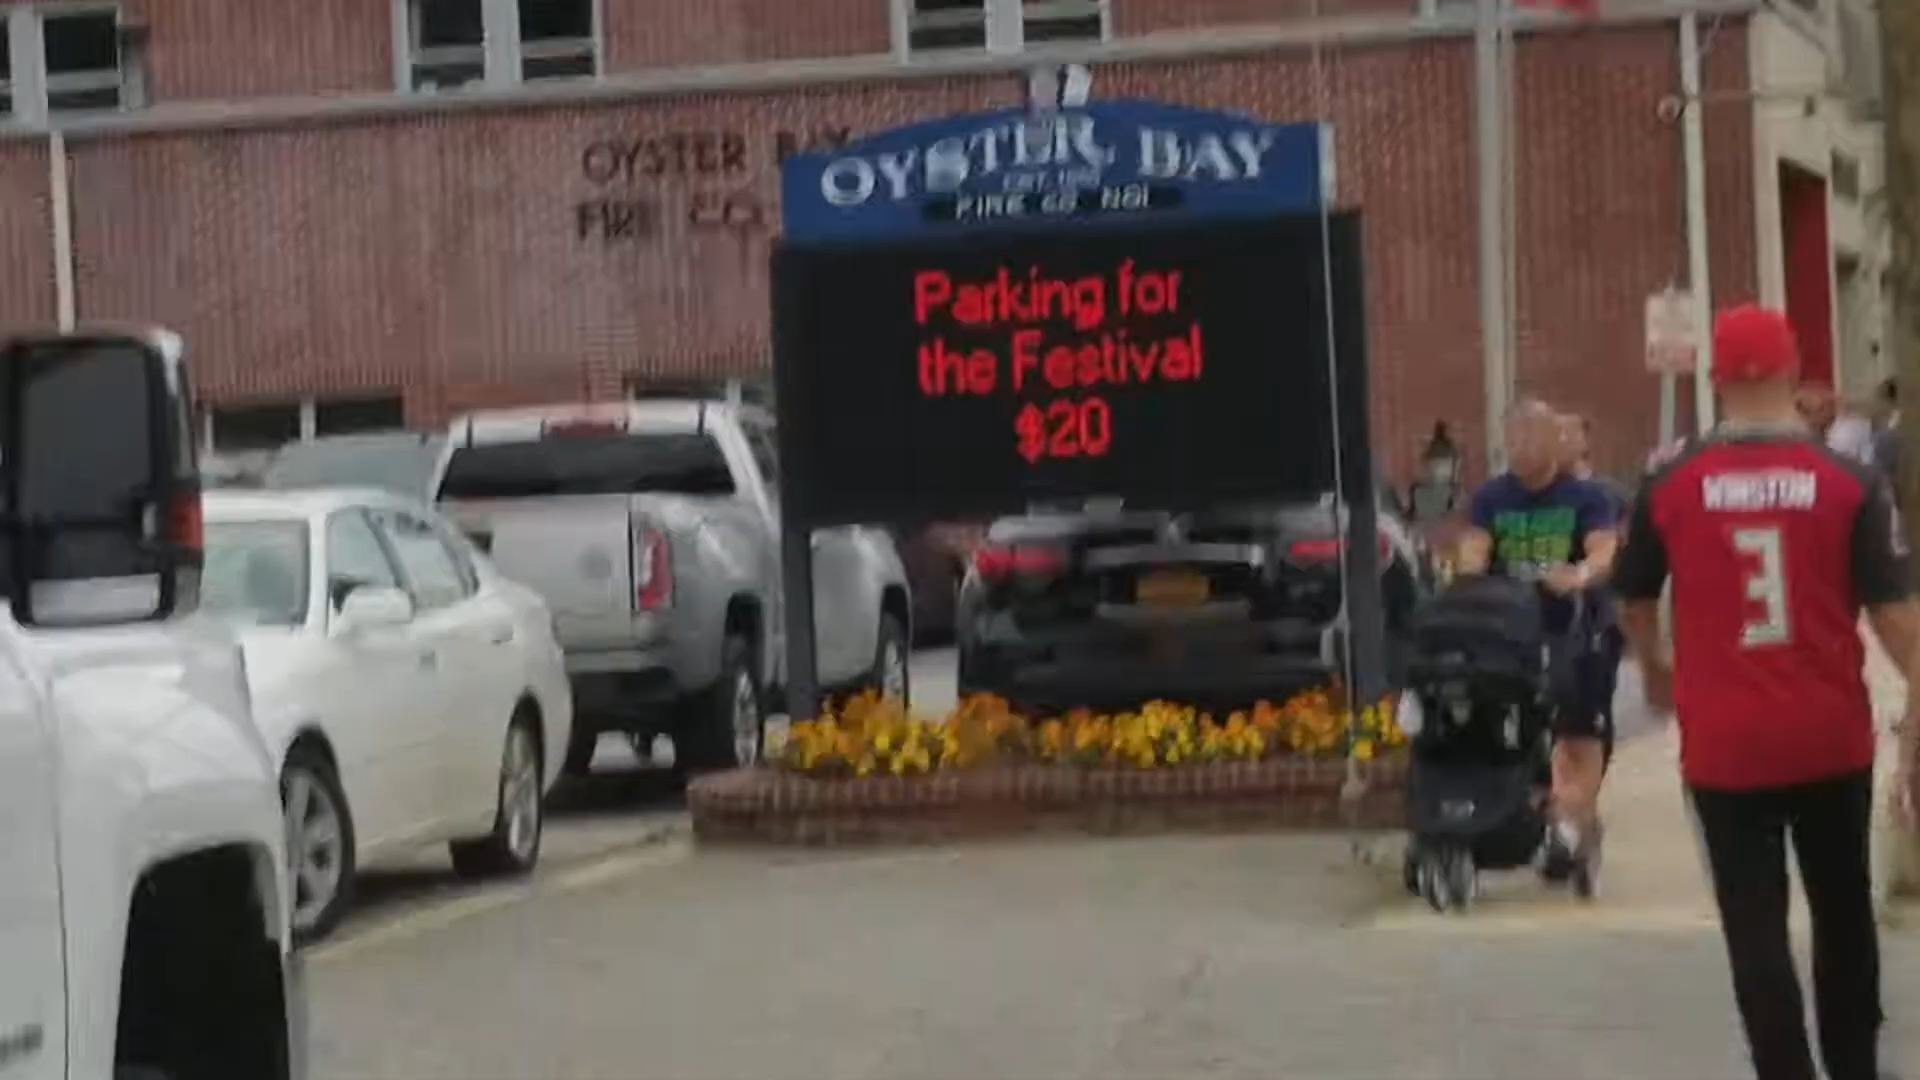 OYSTER BAY
FIRE CO.
OYSTER BAY
FIRE CO. NO1
Parking for
the Festival
$20
WINSTON
3